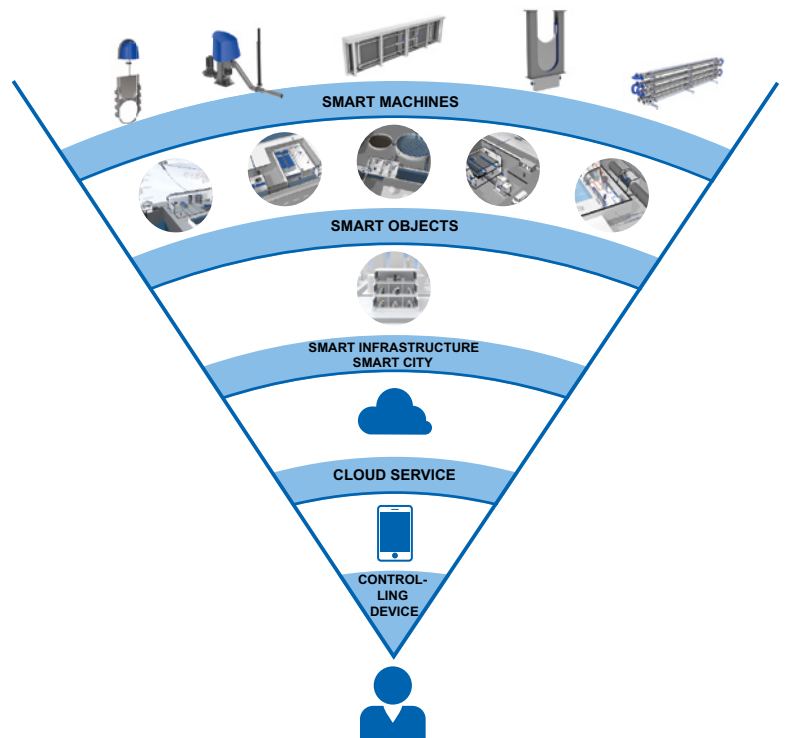 SMART MACHINES
SMART OBJECTS
SMART INFRASTRUCTURE
SMART CITY
CLOUD SERVICE
CONTROL-
LING
DEVICE